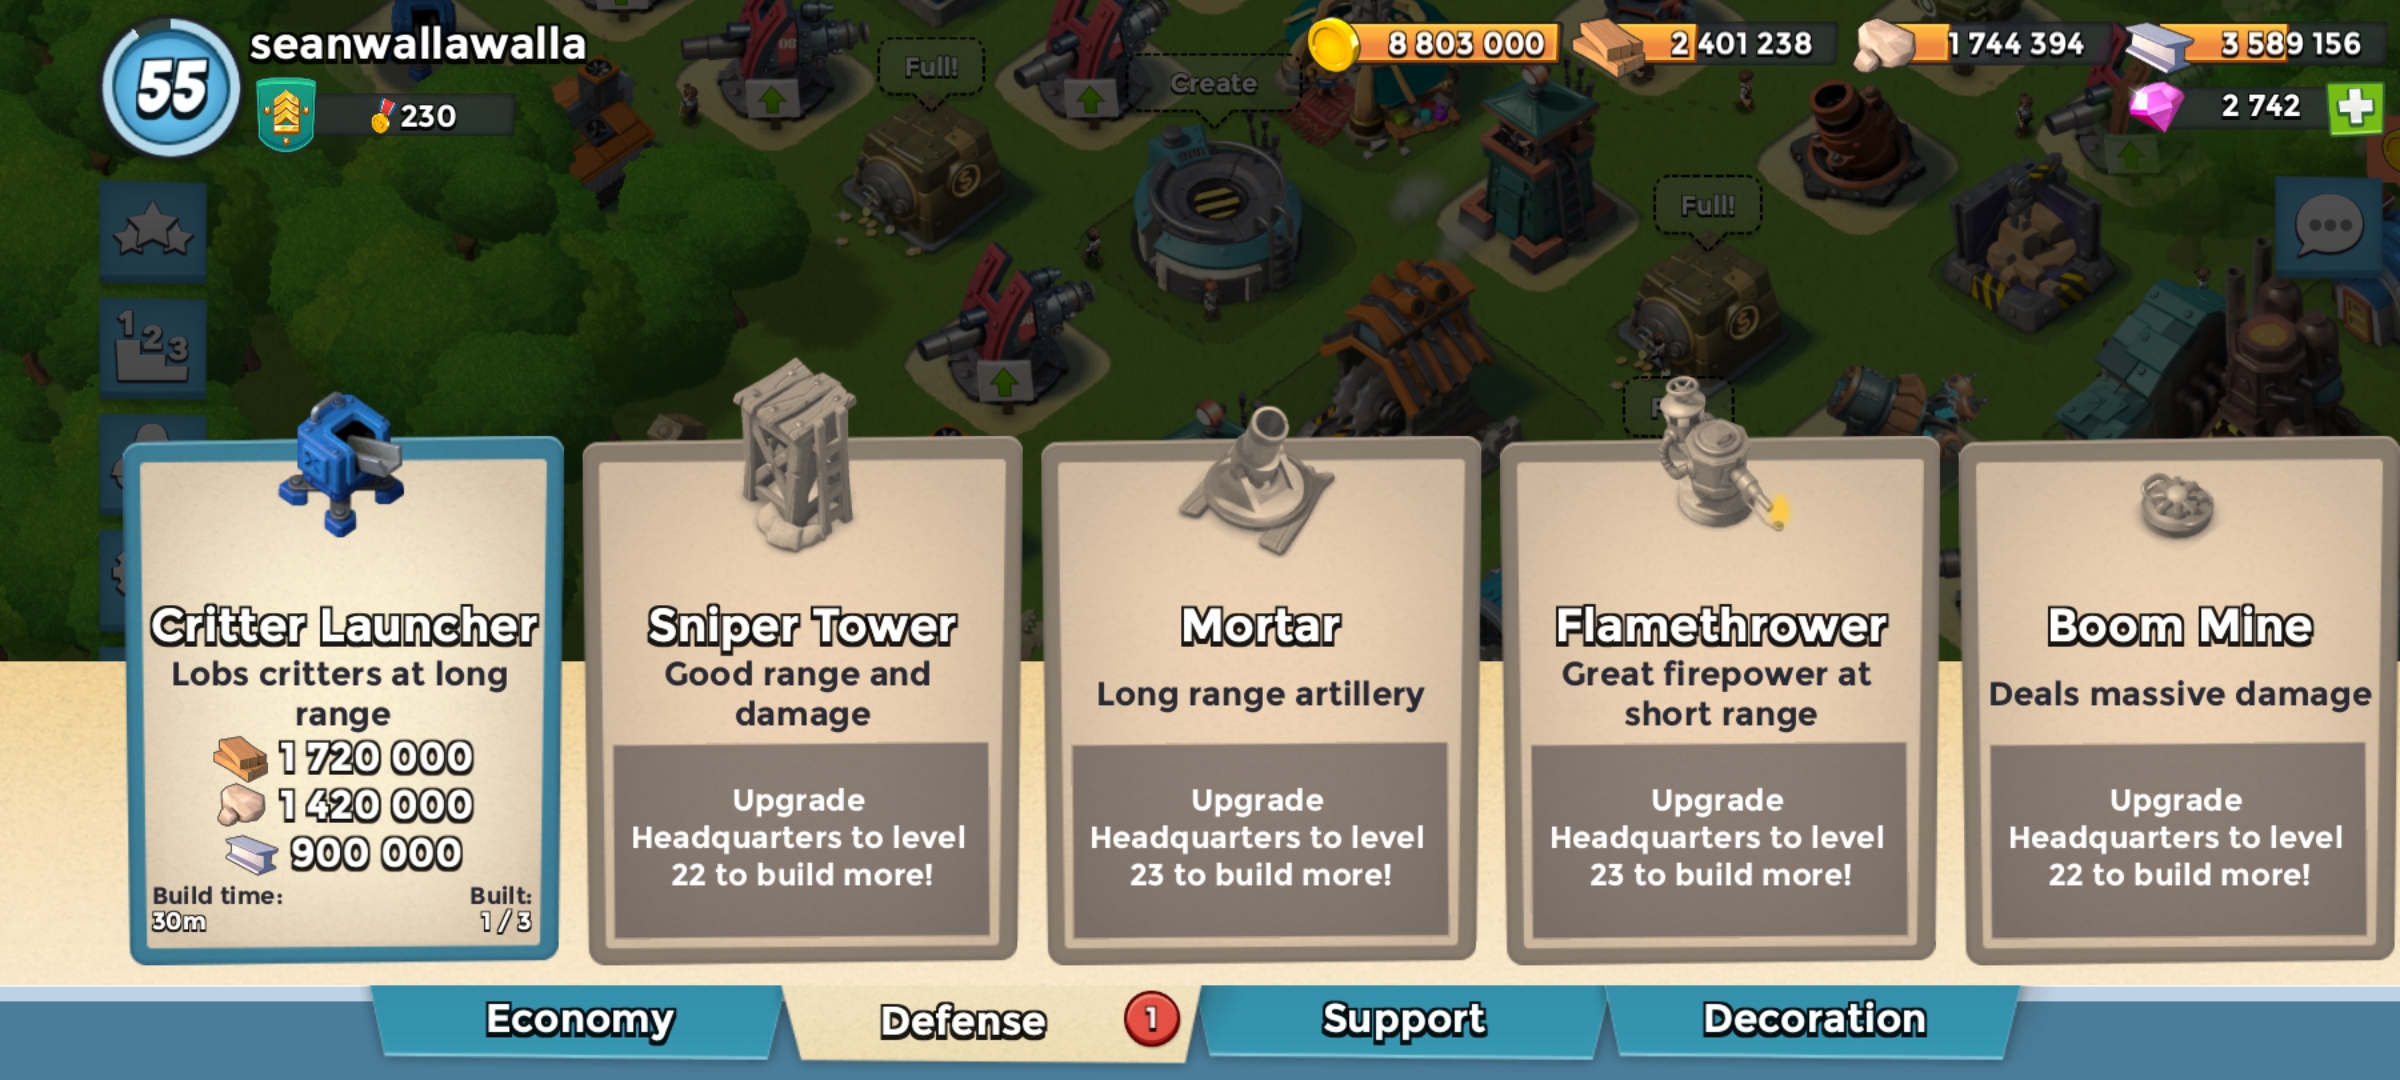 55
seanwallawalla
230
8 803 000
2 401 238
1 744 394
3 589 156
2 742
Full!
Create
Full!
1 2 3
Critter Launcher
Lobs critters at long
range
1 720 000
1 420 000
900 000
Build time:
30m
Built:
1 / 3
Sniper Tower
Good range and
damage
Upgrade
Headquarters to level
22 to build more!
Mortar
Long range artillery
Upgrade
Headquarters to level
23 to build more!
Flamethrower
Great firepower at
short range
Upgrade
Headquarters to level
23 to build more!
Boom Mine
Deals massive damage
Upgrade
Headquarters to level
22 to build more!
Economy
Defense
1
Support
Decoration